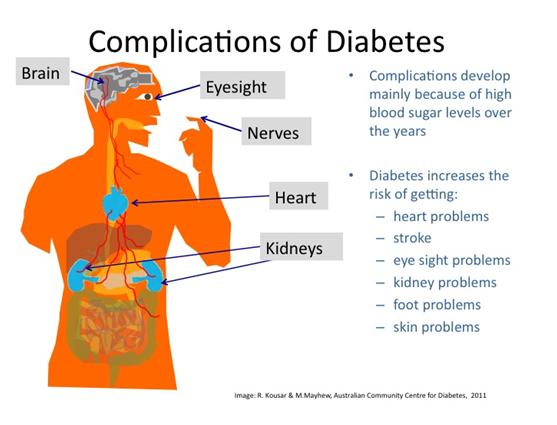 Complications of Diabetes
Brain
Eyesight
Nerves
Heart
Kidneys
• Complications develop
mainly because of high
blood sugar levels over
the years
• Diabetes increases the
risk of getting:
– heart problems
– stroke
– eye sight problems
– kidney problems
– foot problems
– skin problems
Image: R. Kousar & M.Mayhew, Australian Community Centre for Diabetes, 2011